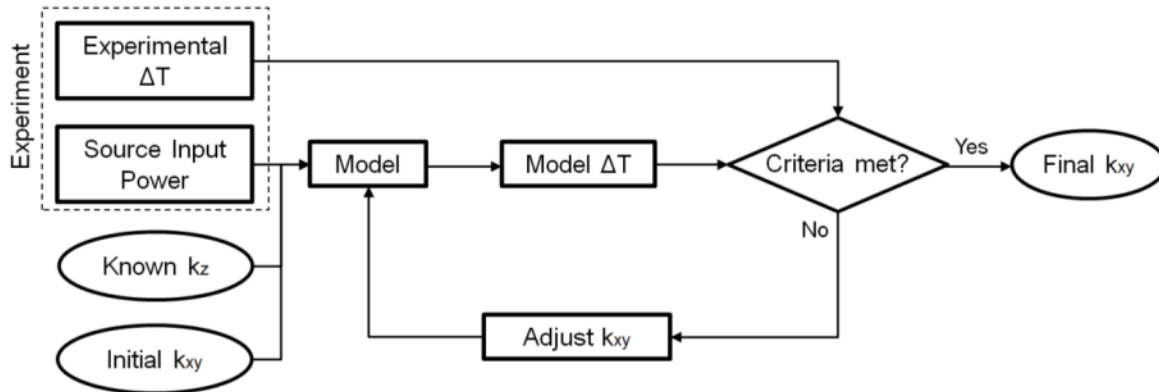 Experiment
Experimental
ΔT
Source Input
Power
Known kz
Initial kxy
Model
Model ΔT
Criteria met?
Yes
No
Final kxy
Adjust kxy